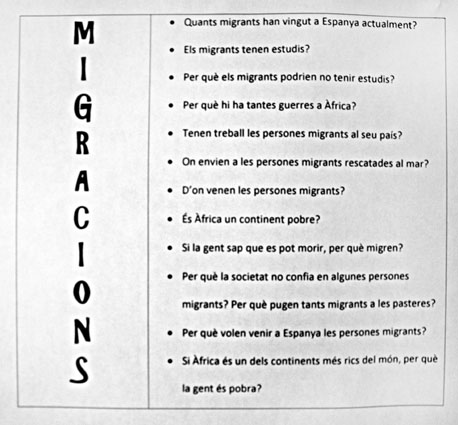 MIGRACIONS
• Quants migrants han vingut a Espanya actualment?
• Els migrants tenen estudis?
• Per què els migrants podrien no tenir estudis?
• Per què hi ha tantes guerres a Àfrica?
• Tenen treball les persones migrants al seu país?
• On envien a les persones migrants rescatades al mar?
• D'on venen les persones migrants?
• És Àfrica un continent pobre?
• Si la gent sap que es pot morir, per què migren?
• Per què la societat no confia en algunes persones
migrants? Per què pugen tants migrants a les pasteres?
• Per què volen venir a Espanya les persones migrants?
• Si Àfrica és un dels continents més rics del món, per què
la gent és pobra?